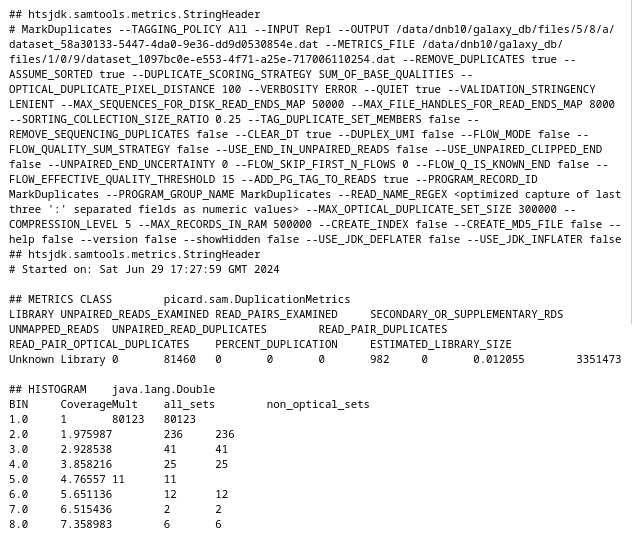 ## htsjdk.samtools.metrics.StringHeader
# MarkDuplicates --TAGGING_POLICY All --INPUT Rep1 --OUTPUT /data/dnb10/galaxy_db/files/5/8/a/
dataset_58a30133-5447-4da0-9e36-dd9d0530854e.dat --METRICS_FILE /data/dnb10/galaxy_db/
files/1/0/9/dataset_1097bc0e-e553-4f71-a25e-717006110254.dat --REMOVE_DUPLICATES true --
ASSUME_SORTED true --DUPLICATE_SCORING_STRATEGY SUM_OF_BASE_QUALITIES --
OPTICAL_DUPLICATE_PIXEL_DISTANCE 100 --VERBOSITY ERROR --QUIET true --VALIDATION_STRINGENCY
LENIENT --MAX_SEQUENCES_FOR_DISK_READ_ENDS_MAP 50000 --MAX_FILE_HANDLES_FOR_READ_ENDS_MAP 8000
--SORTING_COLLECTION_SIZE_RATIO 0.25 --TAG_DUPLICATE_SET_MEMBERS false --
REMOVE_SEQUENCING_DUPLICATES false --CLEAR_DT true --DUPLEX_UMI false --FLOW_MODE false --
FLOW_QUALITY_SUM_STRATEGY false --USE_END_IN_UNPAIRED_READS false --USE_UNPAIRED_CLIPPED_END
false --UNPAIRED_END_UNCERTAINTY 0 --FLOW_SKIP_FIRST_N_FLOWS 0 --FLOW_Q_IS_KNOWN_END false --
FLOW_EFFECTIVE_QUALITY_THRESHOLD 15 --ADD_PG_TAG_TO_READS true --PROGRAM_RECORD_ID
MarkDuplicates --PROGRAM_GROUP_NAME MarkDuplicates --READ_NAME_REGEX <optimized capture of last
three ':' separated fields as numeric values> --MAX_OPTICAL_DUPLICATE_SET_SIZE 300000 --
COMPRESSION_LEVEL 5 --MAX_RECORDS_IN_RAM 500000 --CREATE_INDEX false --CREATE_MD5_FILE false --
help false --version false --showHidden false --USE_JDK_DEFLATER false --USE_JDK_INFLATER false
## htsjdk.samtools.metrics.StringHeader
# Started on: Sat Jun 29 17:27:59 GMT 2024
## METRICS CLASS picard.sam.DuplicationMetrics
LIBRARY UNPAIRED_READS_EXAMINED READ_PAIRS_EXAMINED SECONDARY_OR_SUPPLEMENTARY_RDS
UNMAPPED_READS UNPAIRED_READ_DUPLICATES READ_PAIR_DUPLICATES
READ_PAIR_OPTICAL_DUPLICATES PERCENT_DUPLICATION ESTIMATED_LIBRARY_SIZE
Unknown Library 0 81460 0 0 0 982 0 0.012055 3351473
## HISTOGRAM java.lang.Double
BIN CoverageMult all_sets non_optical_sets
1.0 1 80123 80123
2.0 1.975987 236 236
3.0 2.928538 41 41
4.0 3.858216 25 25
5.0 4.76557 11 11
6.0 5.651136 12 12
7.0 6.515436 2 2
8.0 7.358983 6 6